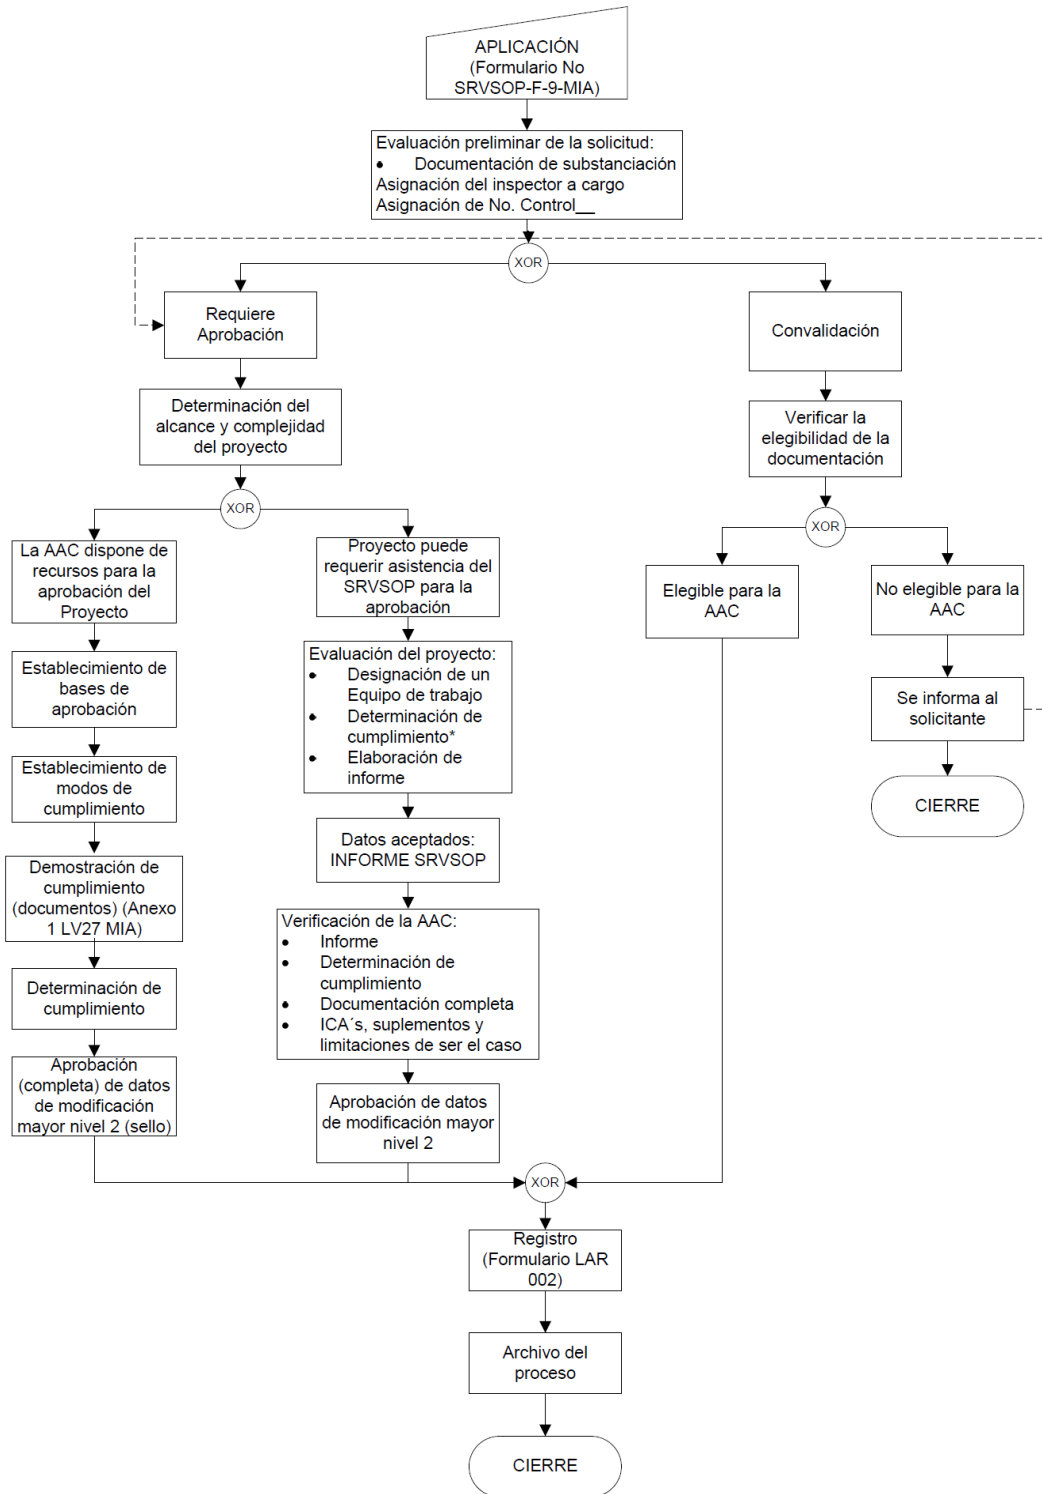 APLICACIÓN
(Formulario No
SRVSOP-F-9-MIA)
Evaluación preliminar de la solicitud:
• Documentación de substanciación
Asignación del inspector a cargo
Asignación de No. Control__
XOR
Requiere
Aprobación
Convalidación
Determinación del
alcance y complejidad
del proyecto
Verificar la
elegibilidad de la
documentación
XOR
XOR
La AAC dispone de
recursos para la
aprobación del
Proyecto
Proyecto puede
requerir asistencia del
SRVSOP para la
aprobación
Elegible para la
AAC
No elegible para la
AAC
Establecimiento de
bases de
aprobación
Evaluación del proyecto:
• Designación de un
Equipo de trabajo
• Determinación de
cumplimiento*
• Elaboración de
informe
Se informa al
solicitante
Establecimiento de
modos de
cumplimiento
CIERRE
Datos aceptados:
INFORME SRVSOP
Demostración de
cumplimiento
(documentos) (Anexo
1 LV27 MIA)
Verificación de la AAC:
• Informe
• Determinación de
cumplimiento
• Documentación completa
• ICA´s, suplementos y
limitaciones de ser el caso
Determinación de
cumplimiento
Aprobación
(completa) de datos
de modificación
mayor nivel 2 (sello)
Aprobación de datos
de modificación mayor
nivel 2
XOR
Registro
(Formulario LAR
002)
Archivo del
proceso
CIERRE